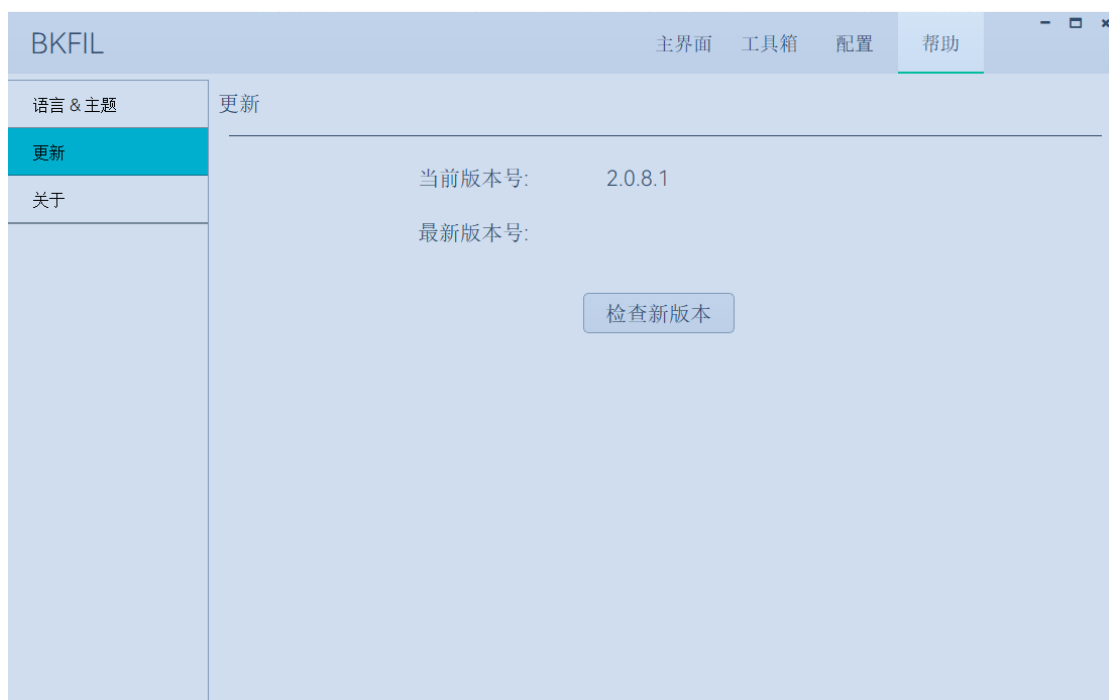 BKFIL
主界面 工具箱 配置 帮助
语言 & 主题
更新
关于
更新
当前版本号: 2.0.8.1
最新版本号:
检查新版本